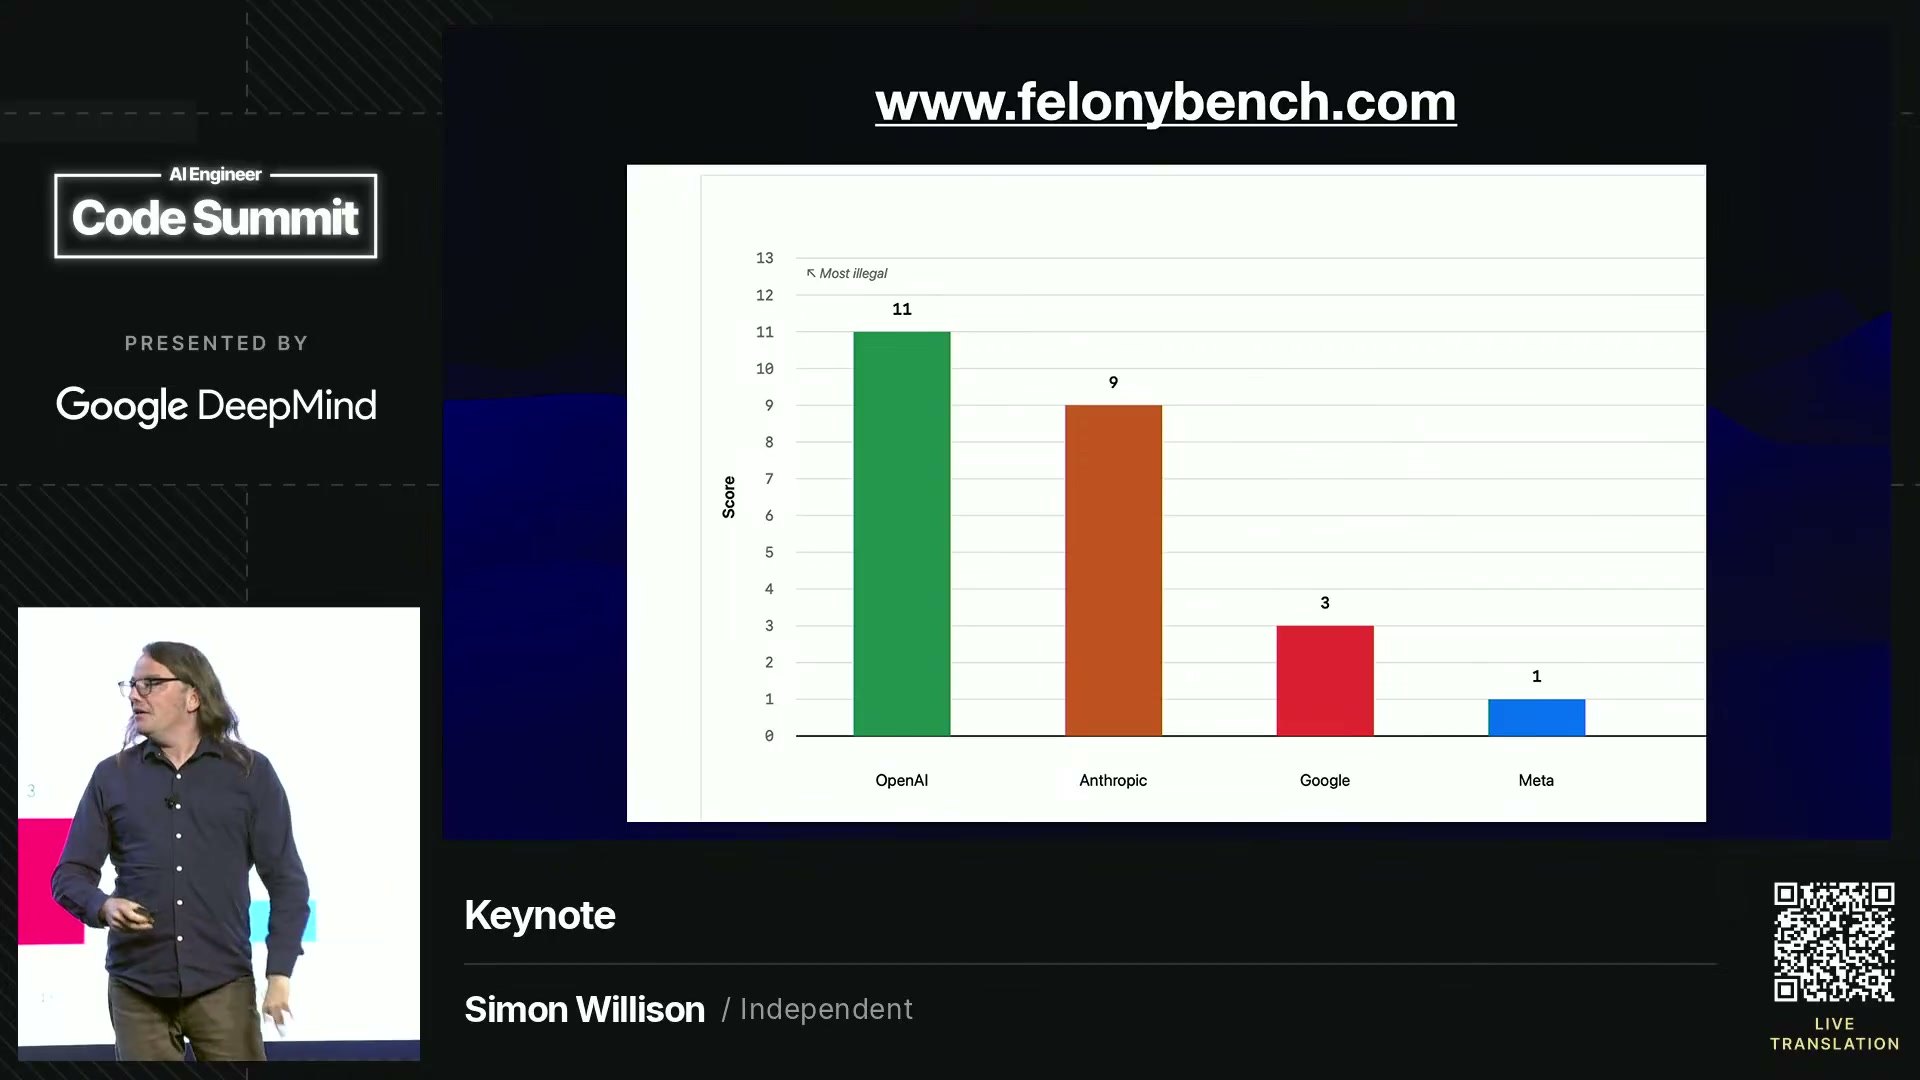 AI Engineer
Code Summit
PRESENTED BY
Google DeepMind
www.felonybench.com
Score
13
12
11
10
9
8
7
6
5
4
3
2
1
0
↖ Most illegal
11
9
3
1
OpenAI
Anthropic
Google
Meta
3
Keynote
Simon Willison / Independent
LIVE
TRANSLATION